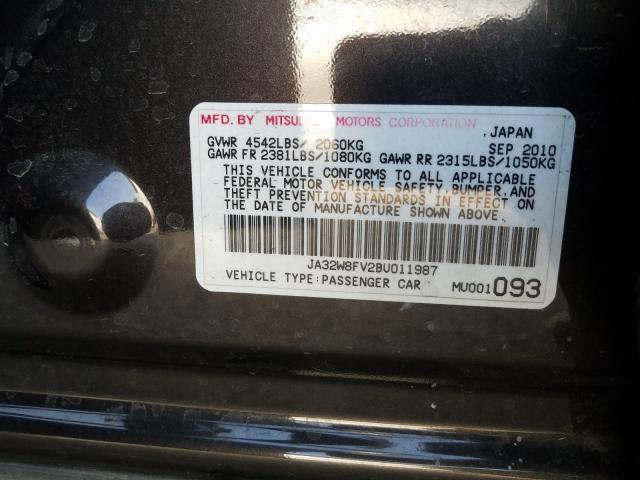 MFD. BY MITSUBISHI MOTORS CORPORATION, JAPAN
GVWR 4542LBS/ 2060KG SEP 2010
GAWR FR 2381LBS/1080KG GAWR RR 2315LBS/1050KG
THIS VEHICLE CONFORMS TO ALL APPLICABLE
FEDERAL MOTOR VEHICLE SAFETY,BUMPER,AND
THEFT PREVENTION STANDARDS IN EFFECT ON
THE DATE OF MANUFACTURE SHOWN ABOVE.
JA32W8FV2BU011987
VEHICLE TYPE:PASSENGER CAR MU001 093